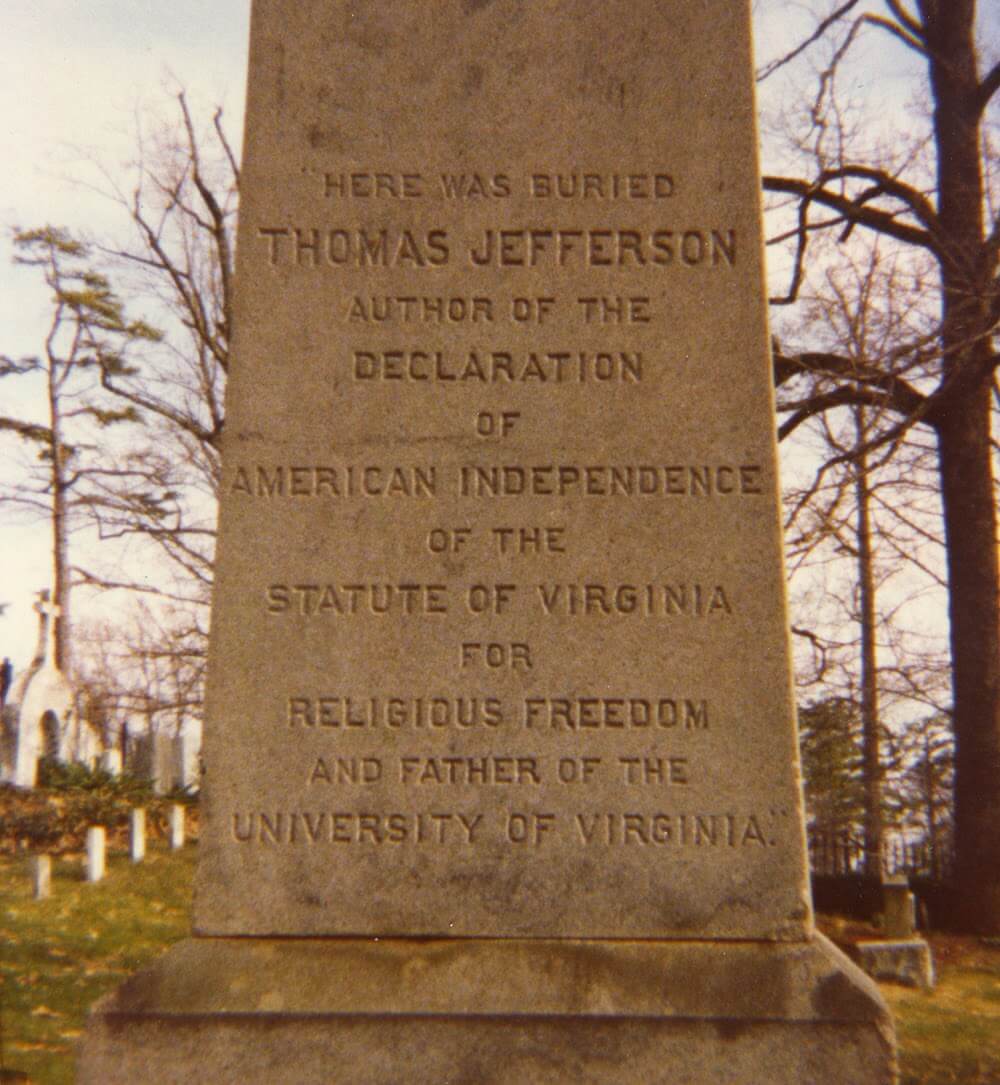 HERE WAS BURIED
THOMAS JEFFERSON
AUTHOR OF THE
DECLARATION
OF
AMERICAN INDEPENDENCE
OF THE
STATUTE OF VIRGINIA
FOR
RELIGIOUS FREEDOM
AND FATHER OF THE
UNIVERSITY OF VIRGINIA."